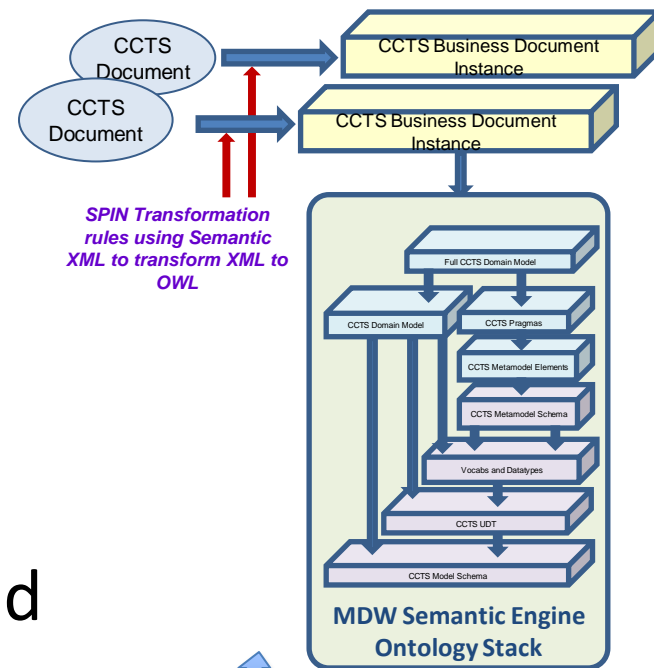 CCTS
Document
CCTS Business Document
Instance
CCTS
Document
CCTS Business Document
Instance
SPIN Transformation
rules using Semantic
XML to transform XML to
OWL
Full CCTS Domain Model
CCTS Domain Model
CCTS Pragmas
CCTS Metamodel Elements
CCTS Metamodel Schema
Vocabs and Datatypes
CCTS UDT
CCTS Model Schema
d
MDW Semantic Engine
Ontology Stack